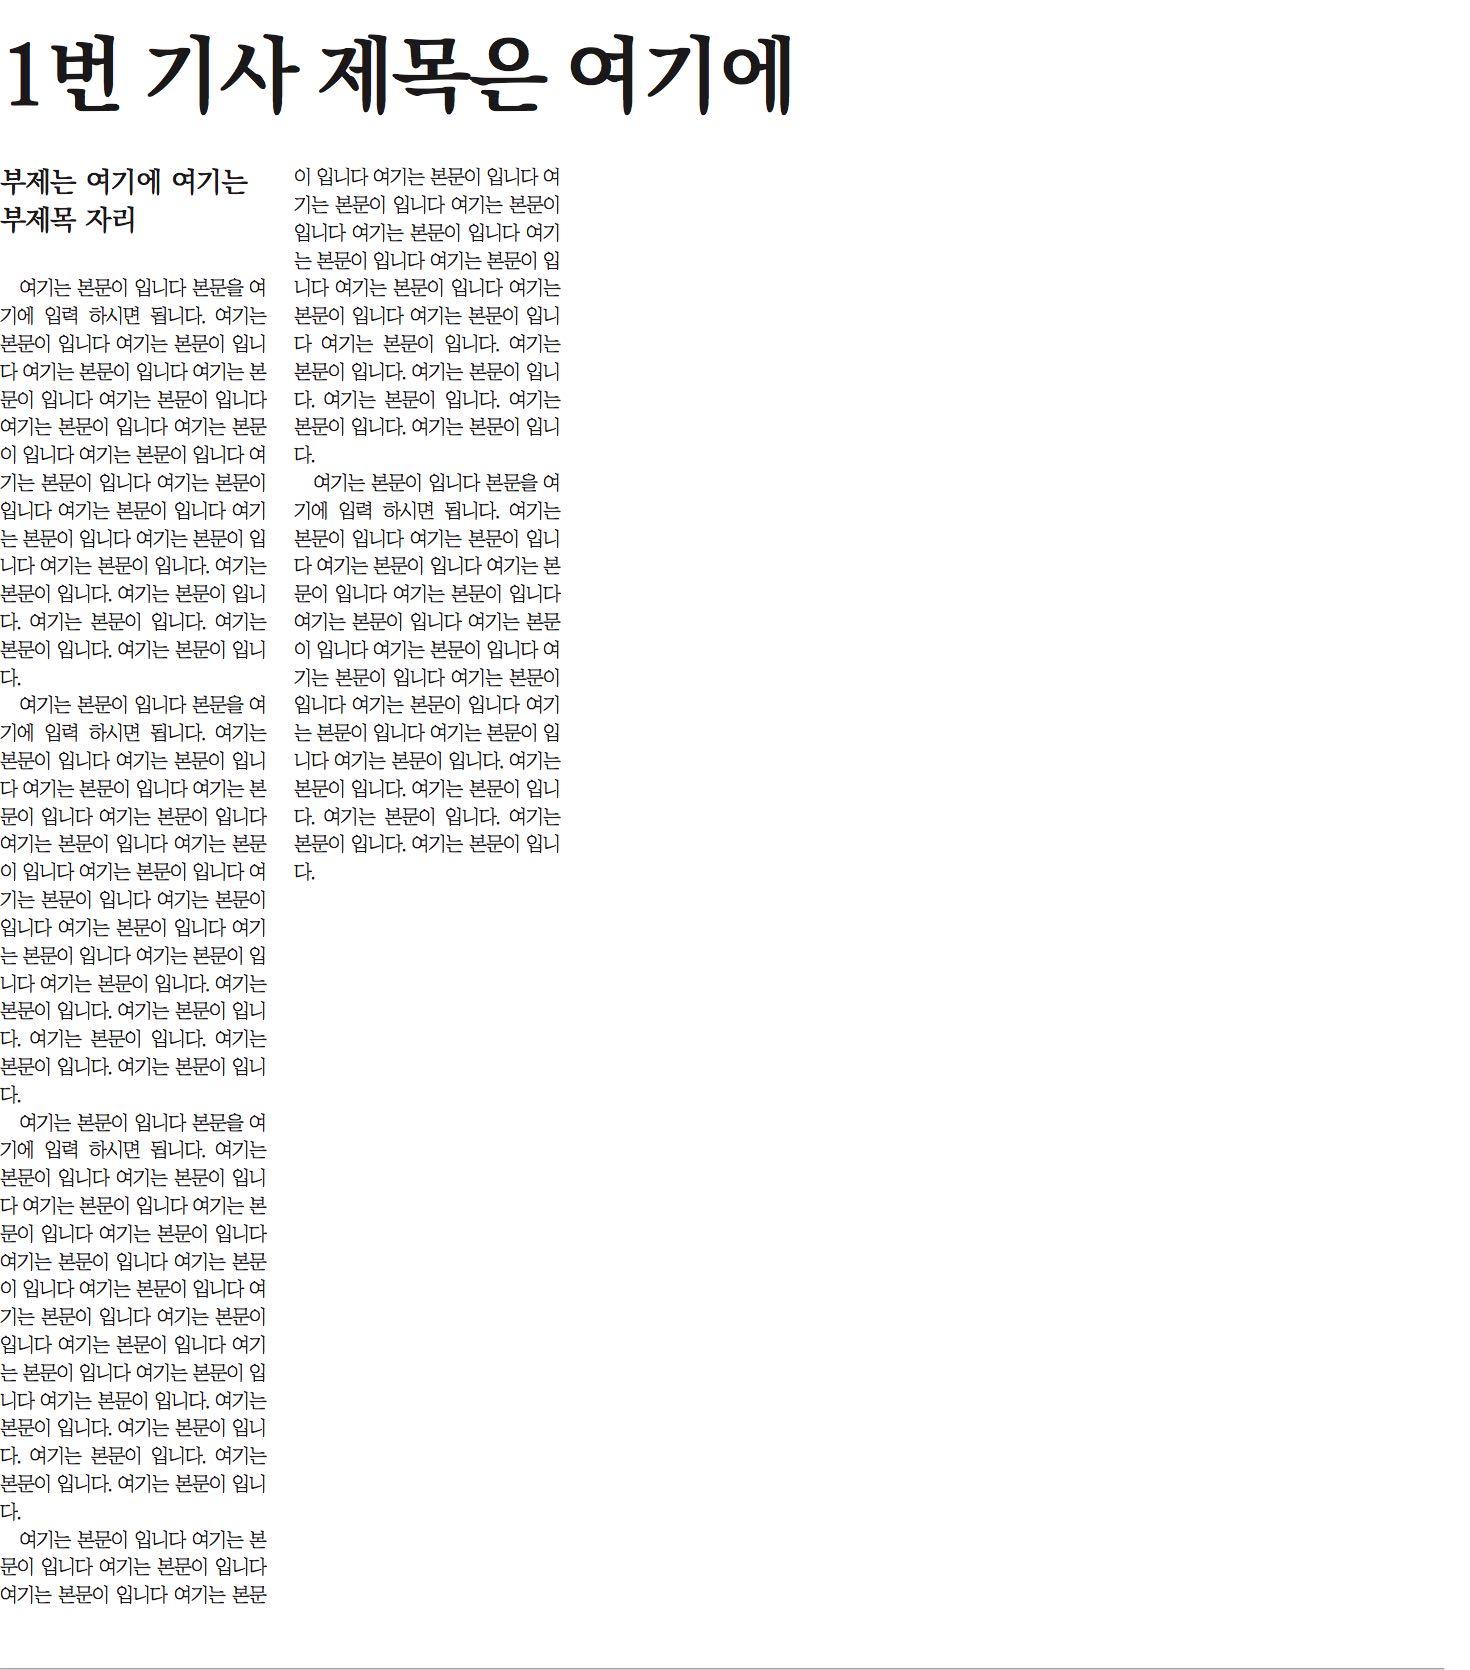 1번 기사 제목은 여기에
부제는 여기에 여기는
부제목 자리
여기는 본문이 입니다 본문을 여
기에 입력 하시면 됩니다. 여기는
본문이 입니다 여기는 본문이 입니
다 여기는 본문이 입니다 여기는 본
문이 입니다 여기는 본문이 입니다
여기는 본문이 입니다 여기는 본문
이 입니다 여기는 본문이 입니다 여
기는 본문이 입니다 여기는 본문이
입니다 여기는 본문이 입니다 여기
는 본문이 입니다 여기는 본문이 입
니다 여기는 본문이 입니다. 여기는
본문이 입니다. 여기는 본문이 입니
다. 여기는 본문이 입니다. 여기는
본문이 입니다. 여기는 본문이 입니
다.
여기는 본문이 입니다 본문을 여
기에 입력 하시면 됩니다. 여기는
본문이 입니다 여기는 본문이 입니
다 여기는 본문이 입니다 여기는 본
문이 입니다 여기는 본문이 입니다
여기는 본문이 입니다 여기는 본문
이 입니다 여기는 본문이 입니다 여
기는 본문이 입니다 여기는 본문이
입니다 여기는 본문이 입니다 여기
는 본문이 입니다 여기는 본문이 입
니다 여기는 본문이 입니다. 여기는
본문이 입니다. 여기는 본문이 입니
다. 여기는 본문이 입니다. 여기는
본문이 입니다. 여기는 본문이 입니
다.
여기는 본문이 입니다 본문을 여
기에 입력 하시면 됩니다. 여기는
본문이 입니다 여기는 본문이 입니
다 여기는 본문이 입니다 여기는 본
문이 입니다 여기는 본문이 입니다
여기는 본문이 입니다 여기는 본문
이 입니다 여기는 본문이 입니다 여
기는 본문이 입니다 여기는 본문이
입니다 여기는 본문이 입니다 여기
는 본문이 입니다 여기는 본문이 입
니다 여기는 본문이 입니다. 여기는
본문이 입니다. 여기는 본문이 입니
다. 여기는 본문이 입니다. 여기는
본문이 입니다. 여기는 본문이 입니
다.
여기는 본문이 입니다 여기는 본
문이 입니다 여기는 본문이 입니다
여기는 본문이 입니다 여기는 본문
이 입니다 여기는 본문이 입니다 여
기는 본문이 입니다 여기는 본문이
입니다 여기는 본문이 입니다 여기
는 본문이 입니다 여기는 본문이 입
니다 여기는 본문이 입니다 여기는
본문이 입니다 여기는 본문이 입니
다 여기는 본문이 입니다. 여기는
본문이 입니다. 여기는 본문이 입니
다. 여기는 본문이 입니다. 여기는
본문이 입니다. 여기는 본문이 입니
다.
여기는 본문이 입니다 본문을 여
기에 입력 하시면 됩니다. 여기는
본문이 입니다 여기는 본문이 입니
다 여기는 본문이 입니다 여기는 본
문이 입니다 여기는 본문이 입니다
여기는 본문이 입니다 여기는 본문
이 입니다 여기는 본문이 입니다 여
기는 본문이 입니다 여기는 본문이
입니다 여기는 본문이 입니다 여기
는 본문이 입니다 여기는 본문이 입
니다 여기는 본문이 입니다. 여기는
본문이 입니다. 여기는 본문이 입니
다. 여기는 본문이 입니다. 여기는
본문이 입니다. 여기는 본문이 입니
다.